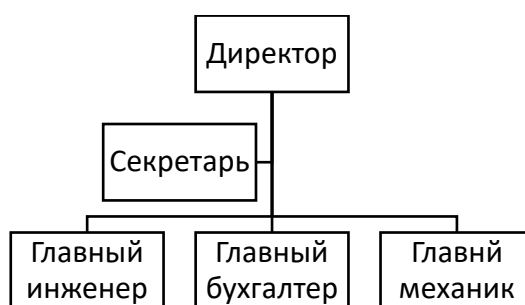 Директор
Секретарь
Главный
инженер
Главный
бухгалтер
Главнй
механик